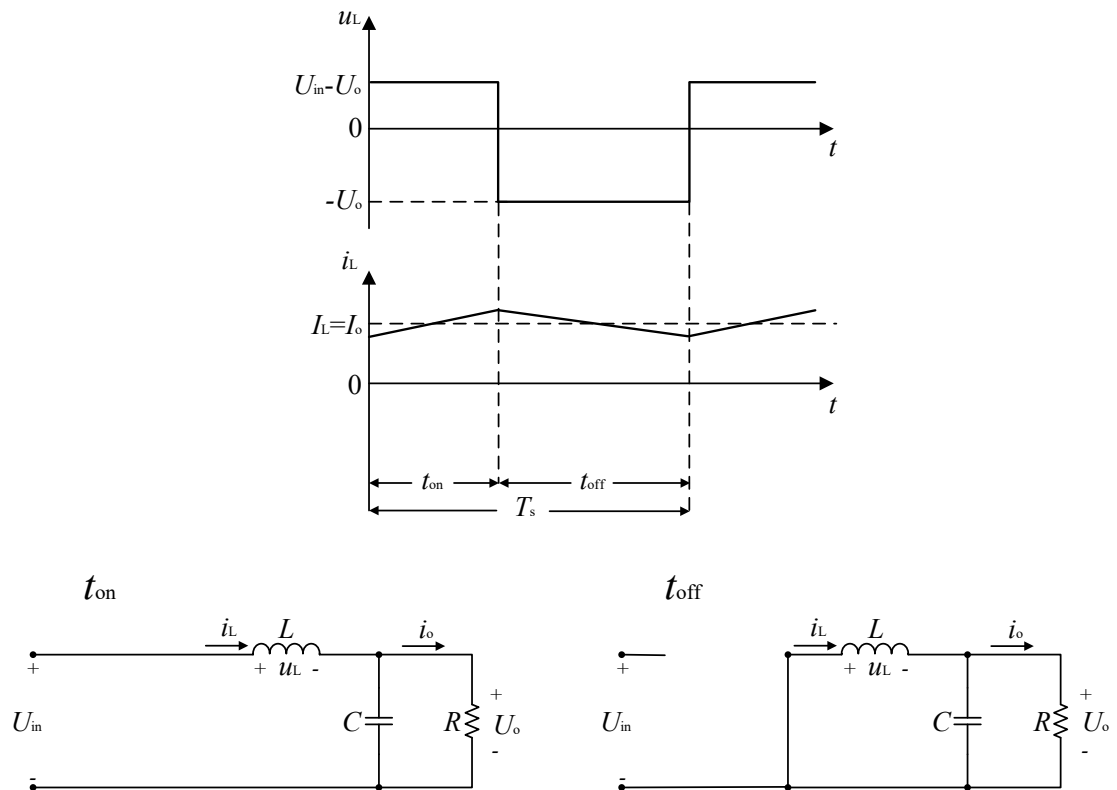 uL
Uin-Uo
0
t
-Uo
iL
IL=Io
0
t
ton
toff
Ts
ton
toff
iL L io
+ + uL - +
Uin C R Uo
- -
iL L io
+ + uL - +
Uin C R Uo
- -